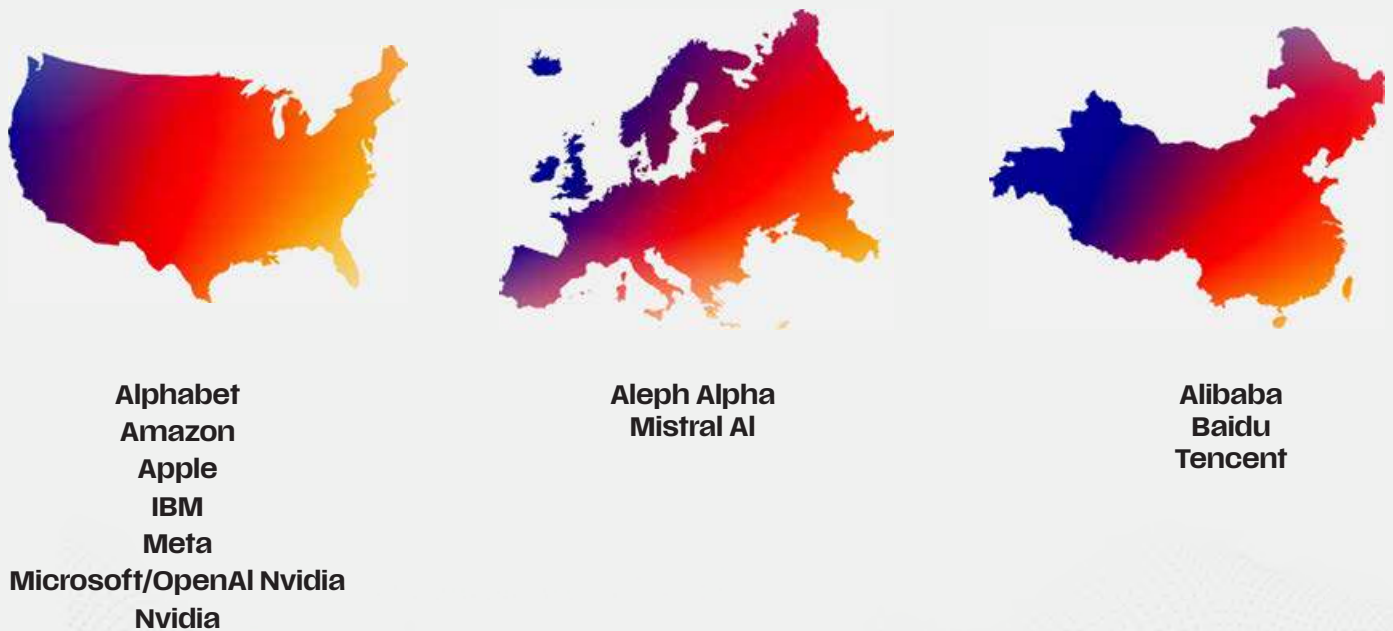 Alphabet
Amazon
Apple
IBM
Meta
Microsoft/OpenAI Nvidia
Nvidia
Aleph Alpha
Mistral AI
Alibaba
Baidu
Tencent